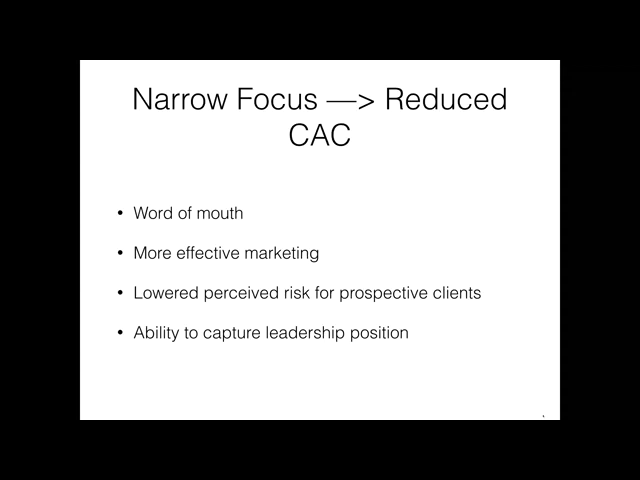 Narrow Focus —> Reduced
CAC
• Word of mouth
• More effective marketing
• Lowered perceived risk for prospective clients
• Ability to capture leadership position